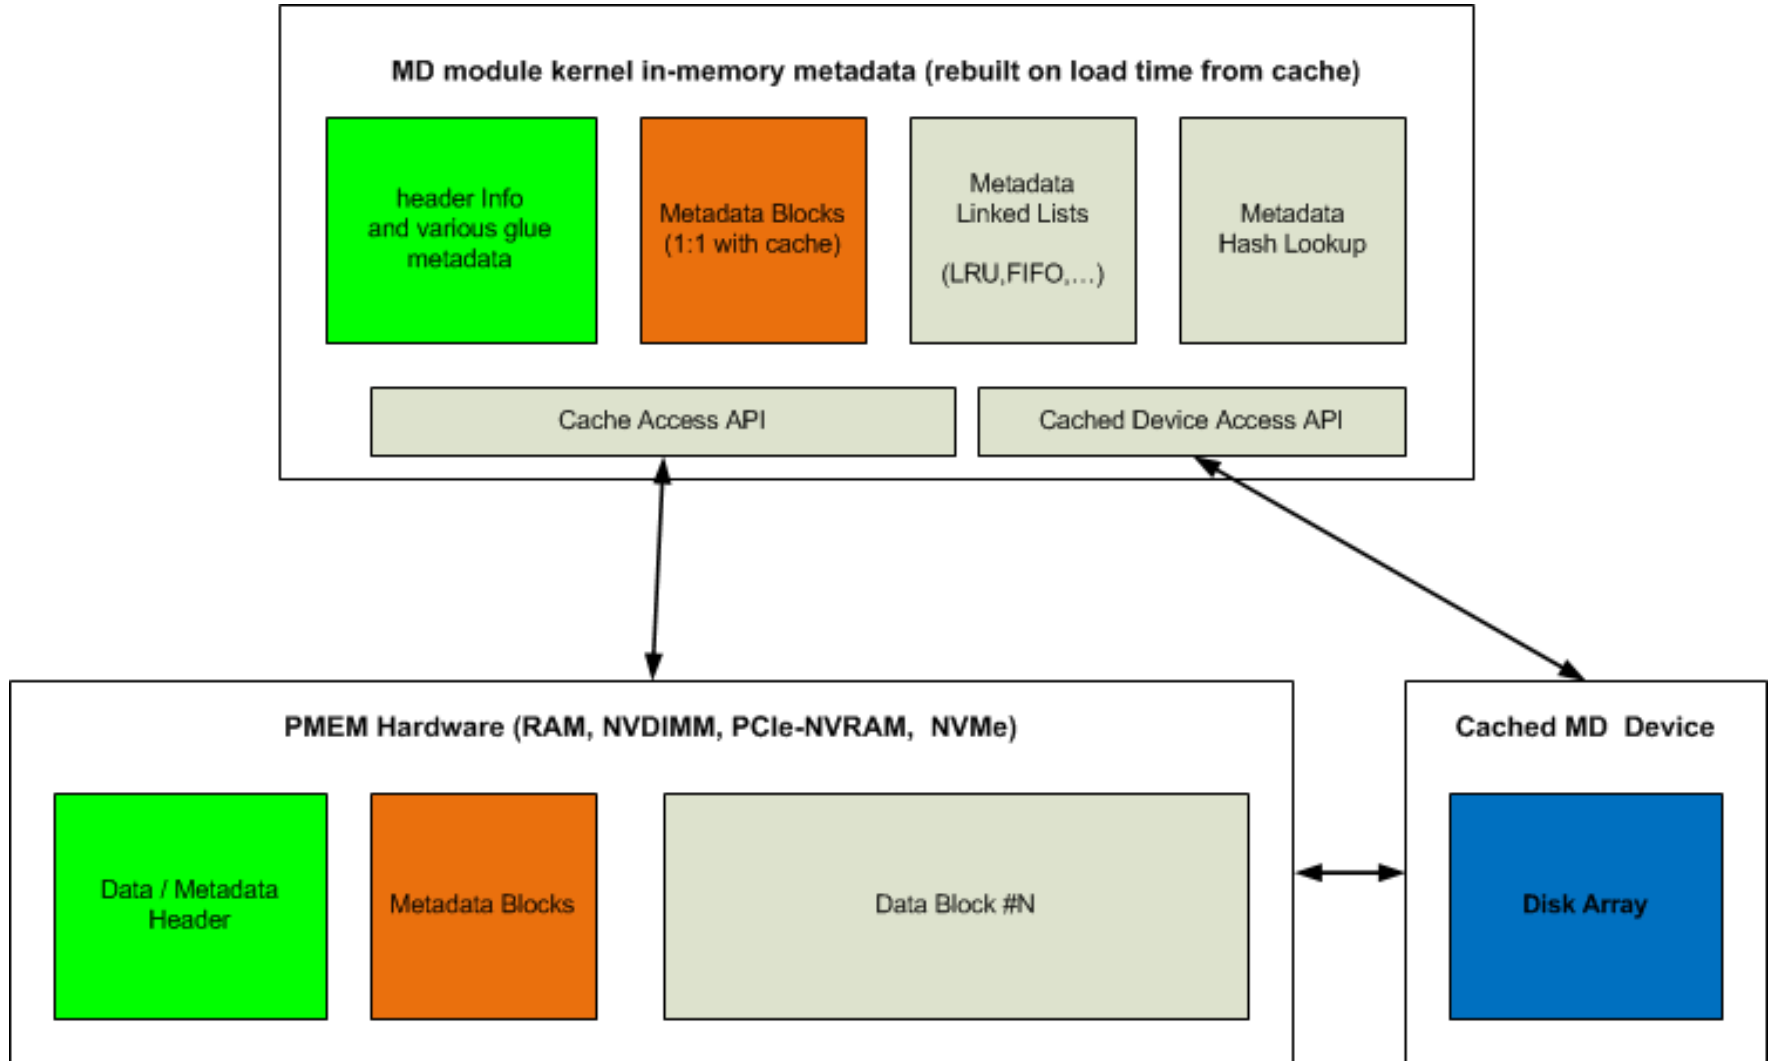 MD module kernel in-memory metadata (rebuilt on load time from cache)
header Info
and various glue
metadata
Metadata Blocks
(1:1 with cache)
Metadata
Linked Lists
(LRU,FIFO,...)
Metadata
Hash Lookup
Cache Access API
Cached Device Access API
PMEM Hardware (RAM, NVDIMM, PCIe-NVRAM, NVMe)
Data / Metadata
Header
Metadata Blocks
Data Block #N
Cached MD Device
Disk Array